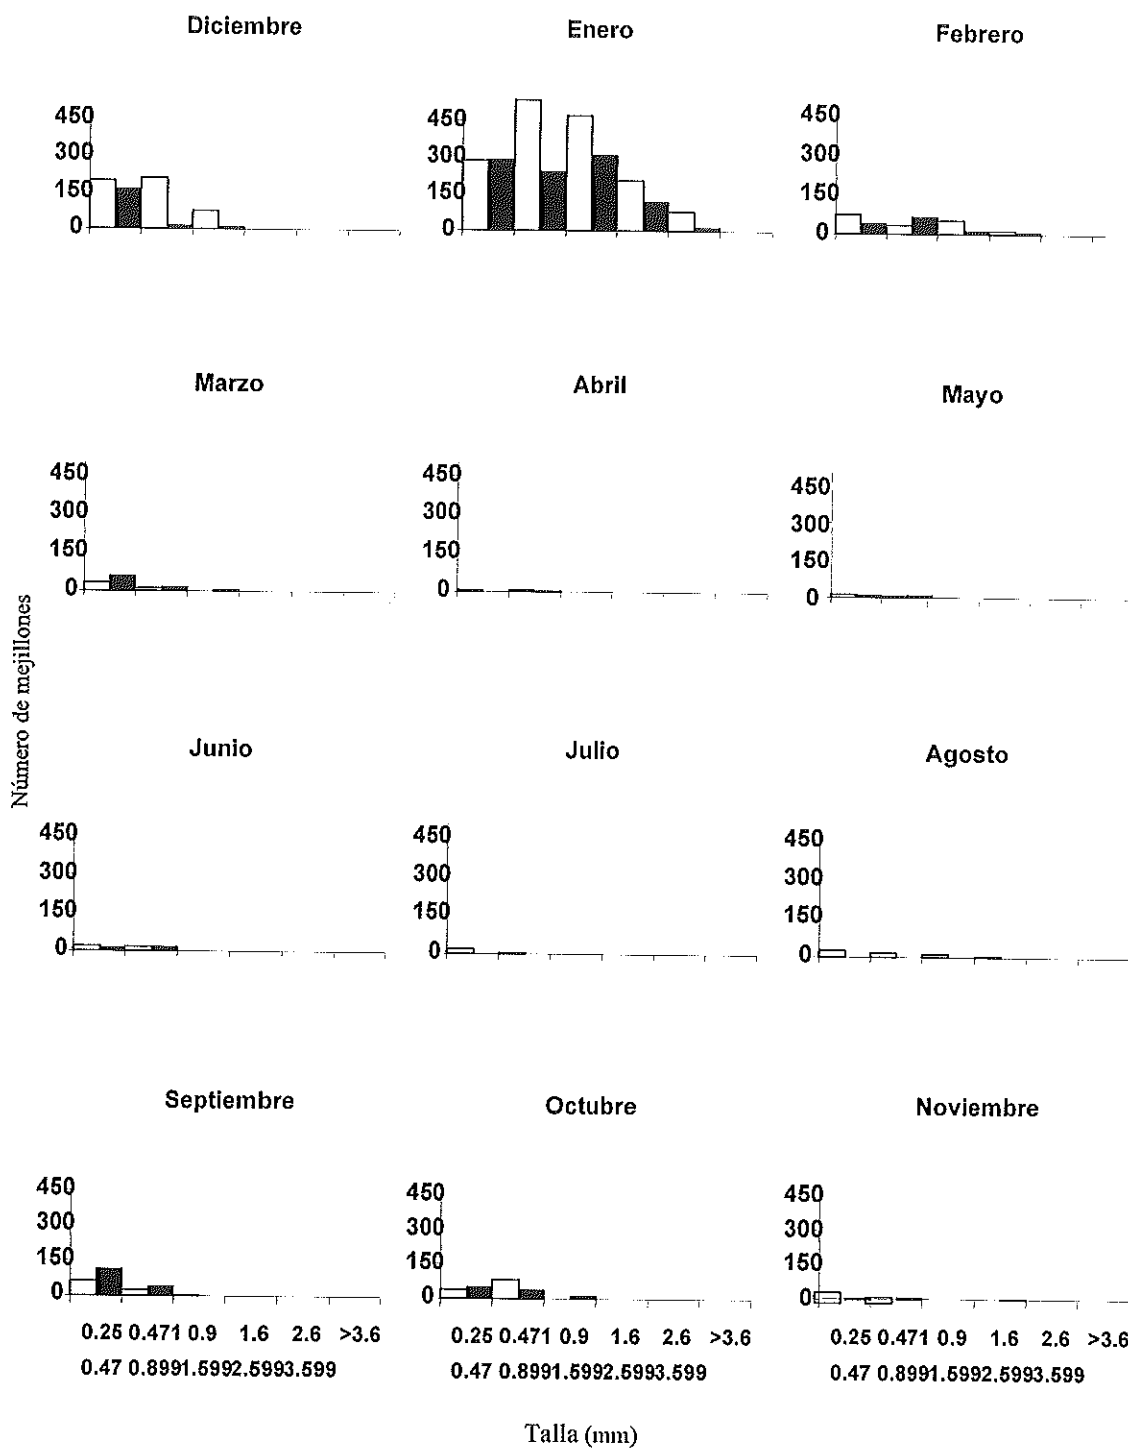 Diciembre Enero Febrero
450 450 450
300 300 300
150 150 150
0 0 0
Marzo Abril Mayo
450 450 450
300 300 300
150 150 150
0 0 0
Número de mejillones
Junio Julio Agosto
450 450 450
300 300 300
150 150 150
0 0 0
Septiembre Octubre Noviembre
450 450 450
300 300 300
150 150 150
0 0 0
0.25 0.471 0.9 1.6 2.6 >3.6 0.25 0.471 0.9 1.6 2.6 >3.6 0.25 0.471 0.9 1.6 2.6 >3.6
0.47 0.8991.5992.5993.599 0.47 0.8991.5992.5993.599 0.47 0.8991.5992.5993.599
Talla (mm)